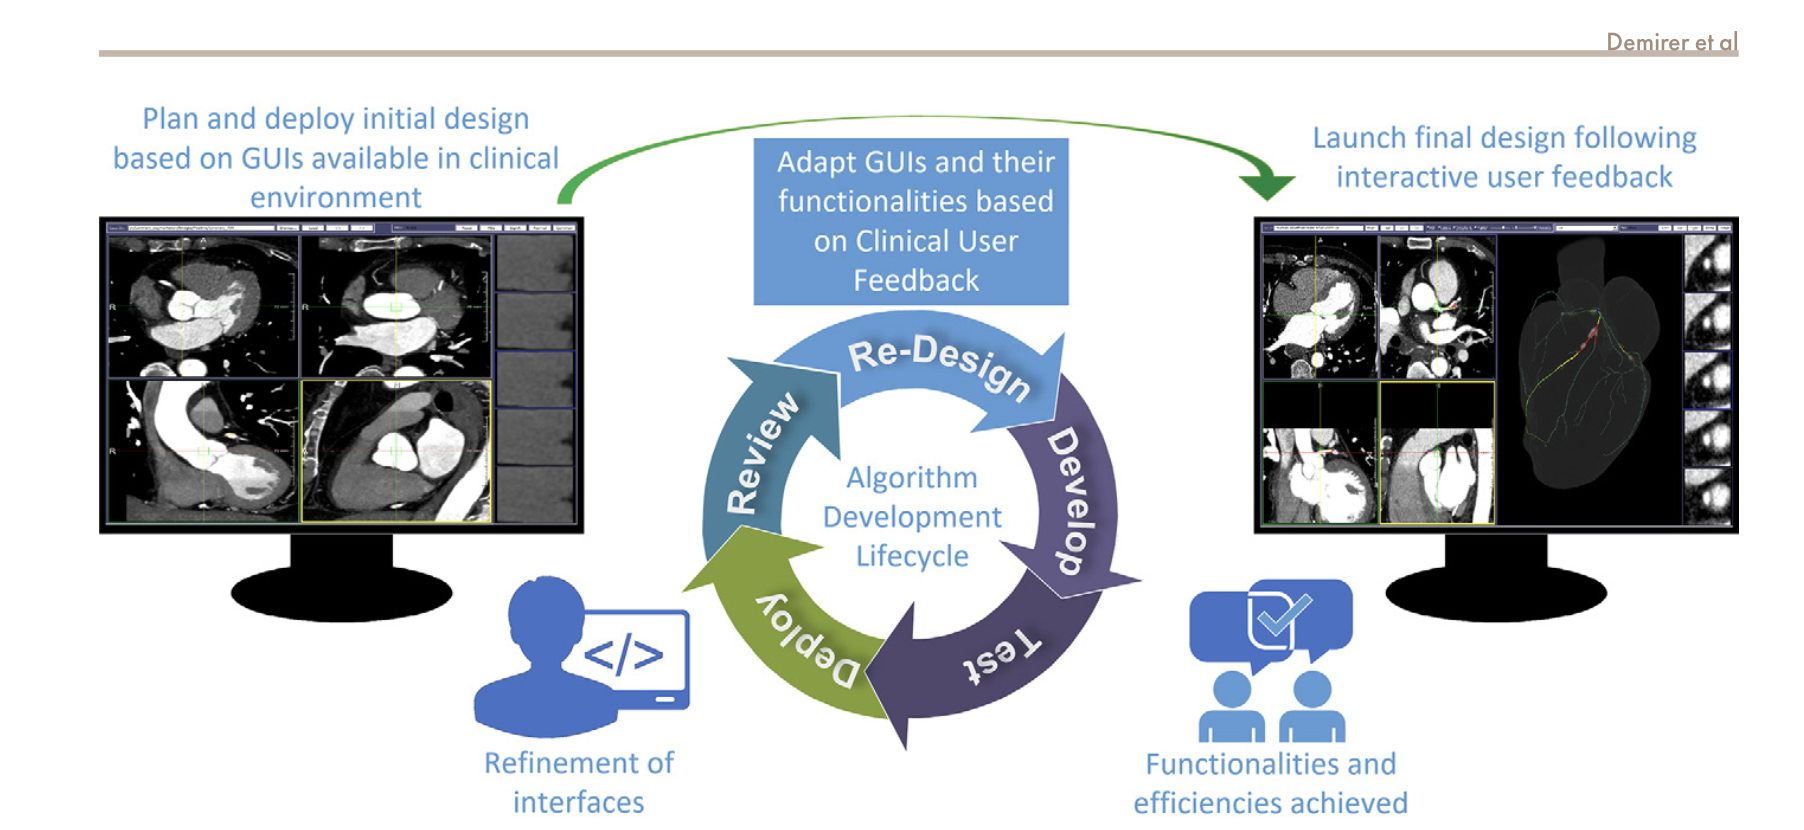 Demirer et al
Plan and deploy initial design
based on GUIs available in clinical
environment
Adapt GUIs and their
functionalities based
on Clinical User
Feedback
Launch final design following
interactive user feedback
Re-Design
Develop
Test
Deploy
Review
Algorithm
Development
Lifecycle
</>
Refinement of
interfaces
Functionalities and
efficiencies achieved